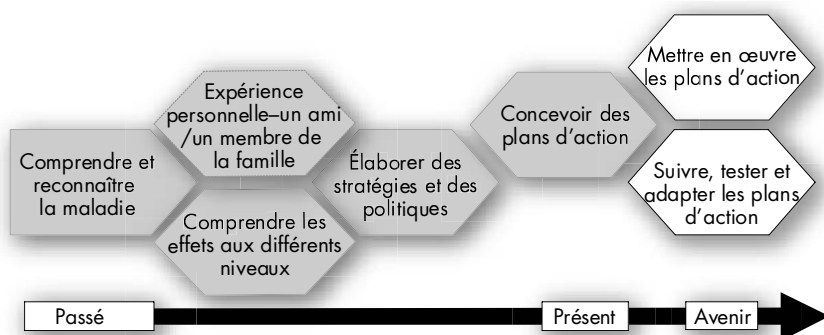 Comprendre et
reconnaître
la maladie
Expérience
personnelle–un ami
/un membre de
la famille
Comprendre les
effets aux différents
niveaux
Élaborer des
stratégies et des
politiques
Concevoir des
plans d’action
Mettre en œuvre
les plans d’action
Suivre, tester et
adapter les plans
d’action
Passé
Présent
Avenir